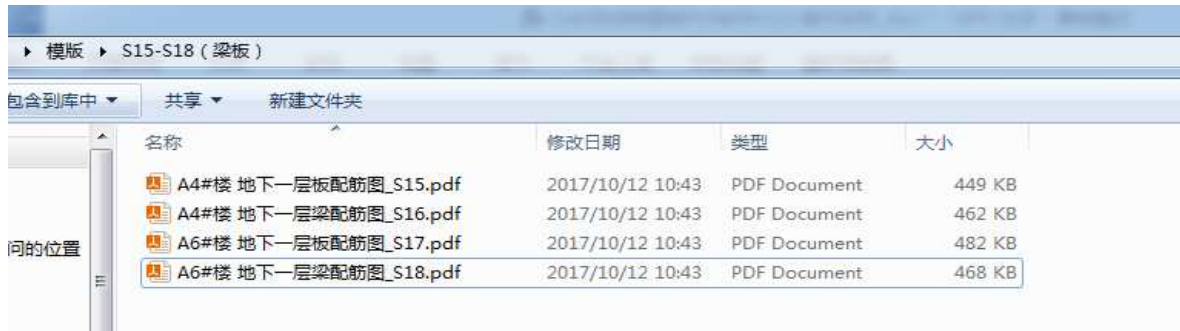 ▸ 模版 ▸ S15-S18 ( 梁板 )
包含到库中 ▼ 共享 ▼ 新建文件夹
名称 修改日期 类型 大小
A4#楼 地下一层板配筋图_S15.pdf 2017/10/12 10:43 PDF Document 449 KB
A4#楼 地下一层梁配筋图_S16.pdf 2017/10/12 10:43 PDF Document 462 KB
A6#楼 地下一层板配筋图_S17.pdf 2017/10/12 10:43 PDF Document 482 KB
问的位置
A6#楼 地下一层梁配筋图_S18.pdf 2017/10/12 10:43 PDF Document 468 KB